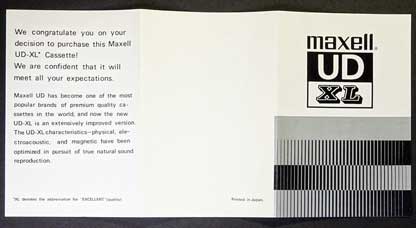 We congratulate you on your
decision to purchase this Maxell
UD-XL* Cassette!
We are confident that it will
meet all your expectations.
Maxell UD has become one of the most
popular brands of premium quality ca-
ssettes in the world, and now the new
UD-XL is an extensively improved version.
The UD-XL characteristics—physical, ele-
ctroacoustic, and magnetic have been
optimized in pursuit of true natural sound
reproduction.
*XL denotes the abbreviation for "EXCELLENT" (quality).
Printed in Japan.
maxell®
UD
XL